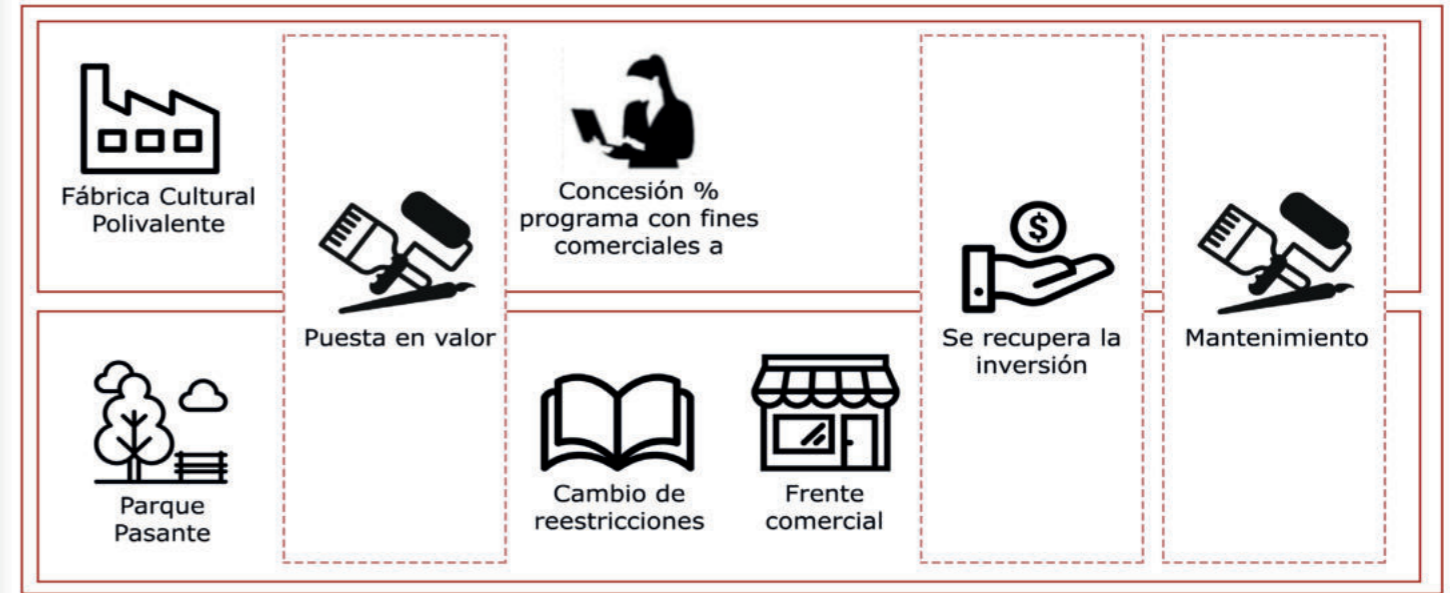 Fábrica Cultural
Polivalente
Puesta en valor
Concesión %
programa con fines
comerciales a
$
Se recupera la
inversión
Mantenimiento
Parque
Pasante
Cambio de
reestricciones
Frente
comercial